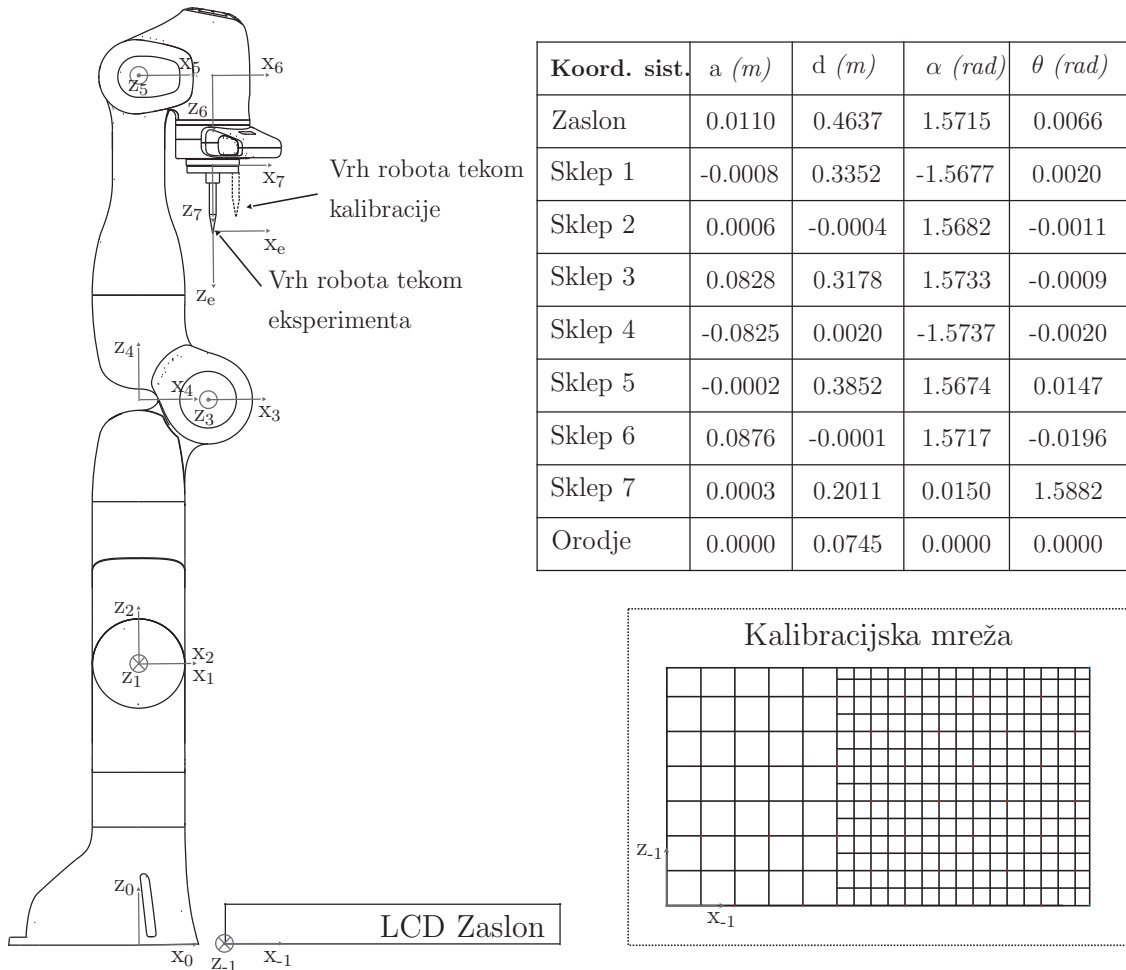 x5
x6
z5
z6
x7
Vrh robota tekom
kalibracije
z7
xe
Vrh robota tekom
eksperimenta
ze
z4
x4
z3
x3
z2
x2
z1
x1
z0
x0
LCD Zaslon
z-1
x-1
Koord. sist. a (m) d (m) α (rad) θ (rad)
Zaslon 0.0110 0.4637 1.5715 0.0066
Sklep 1 -0.0008 0.3352 -1.5677 0.0020
Sklep 2 0.0006 -0.0004 1.5682 -0.0011
Sklep 3 0.0828 0.3178 1.5733 -0.0009
Sklep 4 -0.0825 0.0020 -1.5737 -0.0020
Sklep 5 -0.0002 0.3852 1.5674 0.0147
Sklep 6 0.0876 -0.0001 1.5717 -0.0196
Sklep 7 0.0003 0.2011 0.0150 1.5882
Orodje 0.0000 0.0745 0.0000 0.0000
Kalibracijska mreža
z-1
x-1